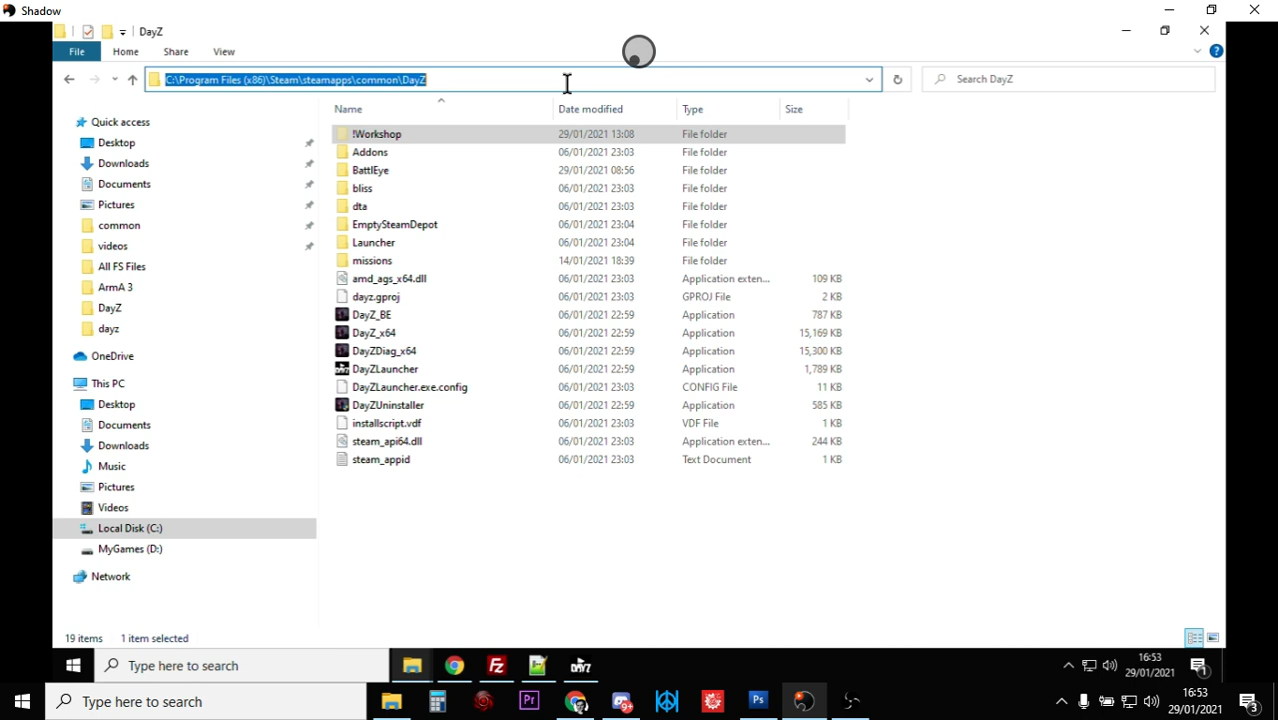 Shadow
DayZ
File Home Share View
C:\Program Files (x86)\Steam\steamapps\common\DayZ
Search DayZ
Name Date modified Type Size
Quick access
Desktop
Downloads
Documents
Pictures
common
videos
All FS Files
ArmA 3
DayZ
dayz
OneDrive
This PC
Desktop
Documents
Downloads
Music
Pictures
Videos
Local Disk (C:)
MyGames (D:)
Network
!Workshop 29/01/2021 13:08 File folder
Addons 06/01/2021 23:03 File folder
BattlEye 29/01/2021 08:56 File folder
bliss 06/01/2021 23:03 File folder
dta 06/01/2021 23:03 File folder
EmptySteamDepot 06/01/2021 23:04 File folder
Launcher 06/01/2021 23:04 File folder
missions 14/01/2021 18:39 File folder
amd_ags_x64.dll 06/01/2021 23:03 Application exten... 109 KB
dayz.gproj 06/01/2021 23:03 GPROJ File 2 KB
DayZ_BE 06/01/2021 22:59 Application 787 KB
DayZ_x64 06/01/2021 22:59 Application 15,169 KB
DayZDiag_x64 06/01/2021 22:59 Application 15,300 KB
DayZLauncher 06/01/2021 22:59 Application 1,789 KB
DayZLauncher.exe.config 06/01/2021 23:03 CONFIG File 11 KB
DayZUninstaller 06/01/2021 22:59 Application 585 KB
installscript.vdf 06/01/2021 23:03 VDF File 1 KB
steam_api64.dll 06/01/2021 23:03 Application exten... 244 KB
steam_appid 06/01/2021 23:03 Text Document 1 KB
19 items 1 item selected
Type here to search
Fz
DAYZ
16:53
29/01/2021
1
Type here to search
Pr
9+
Ps
16:53
29/01/2021
3